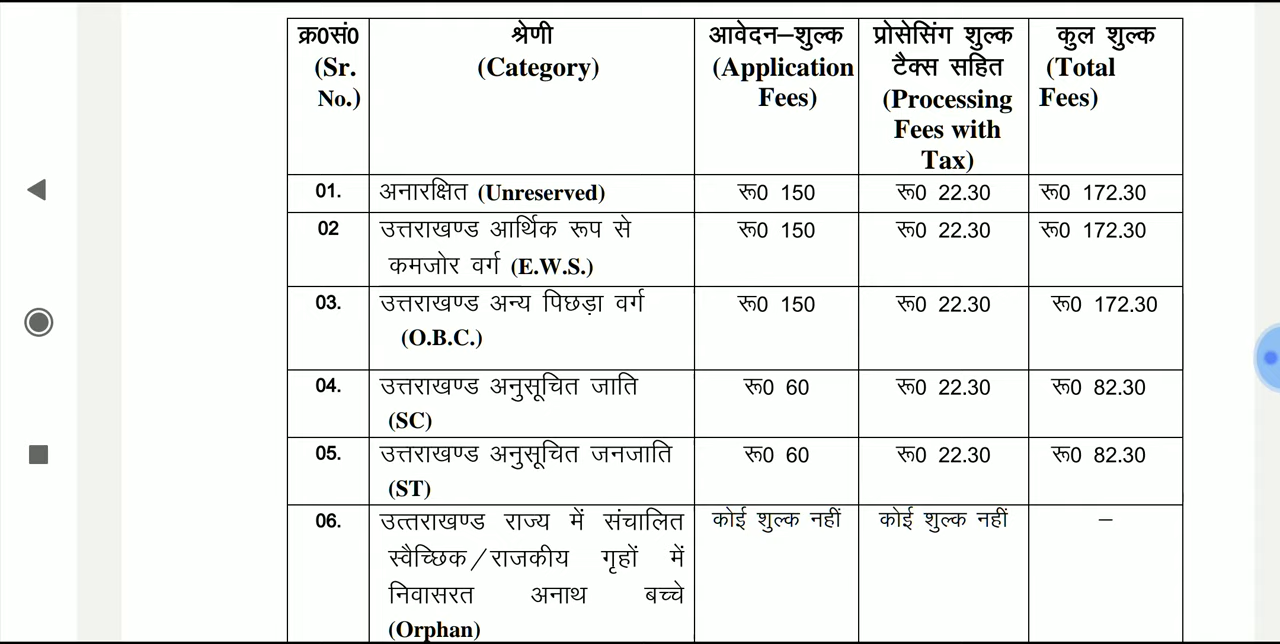 क्र0सं0 श्रेणी आवेदन–शुल्क प्रोसेसिंग शुल्क कुल शुल्क
(Sr. (Category) (Application टैक्स सहित (Total
No.) Fees) (Processing Fees)
Fees with
Tax)
01. अनारक्षित (Unreserved) रू0 150 रू0 22.30 रू0 172.30
02 उत्तराखण्ड आर्थिक रूप से रू0 150 रू0 22.30 रू0 172.30
कमजोर वर्ग (E.W.S.)
03. उत्तराखण्ड अन्य पिछड़ा वर्ग रू0 150 रू0 22.30 रू0 172.30
(O.B.C.)
04. उत्तराखण्ड अनुसूचित जाति रू0 60 रू0 22.30 रू0 82.30
(SC)
05. उत्तराखण्ड अनुसूचित जनजाति रू0 60 रू0 22.30 रू0 82.30
(ST)
06. उत्तराखण्ड राज्य में संचालित कोई शुल्क नहीं कोई शुल्क नहीं –
स्वैच्छिक/राजकीय गृहों में
निवासरत अनाथ बच्चे
(Orphan)